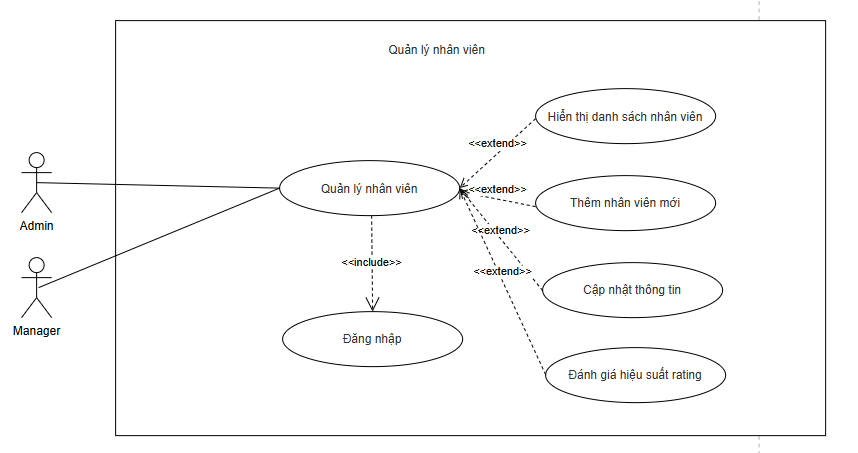 Quản lý nhân viên
Hiển thị danh sách nhân viên
<<extend>>
Admin
Quản lý nhân viên
<<extend>>
Thêm nhân viên mới
<<extend>>
<<include>>
<<extend>>
Cập nhật thông tin
Manager
Đăng nhập
Đánh giá hiệu suất rating